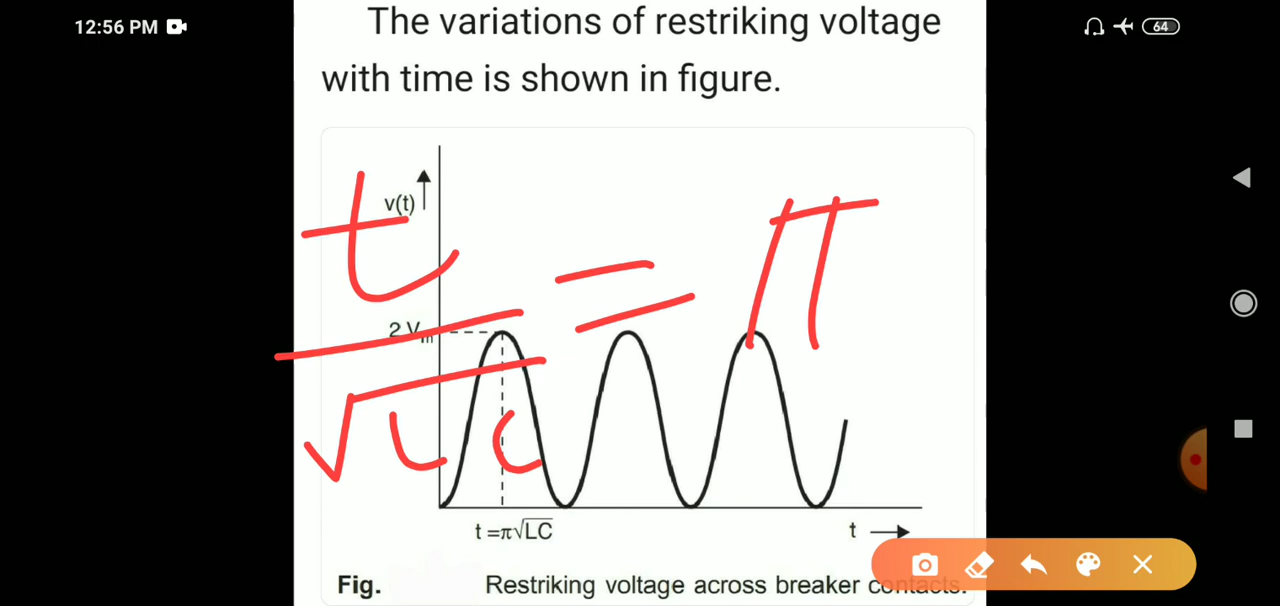 12:56 PM
64
The variations of restriking voltage
with time is shown in figure.
v(t)
t/√LC = π
2 Vm
t =π√LC
t
Fig. Restriking voltage across breaker contacts.